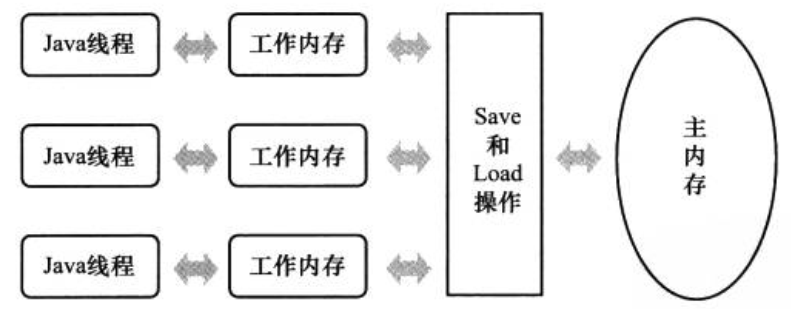 Java线程
工作内存
Java线程
工作内存
Java线程
工作内存
Save
和
Load
操作
主
内
存